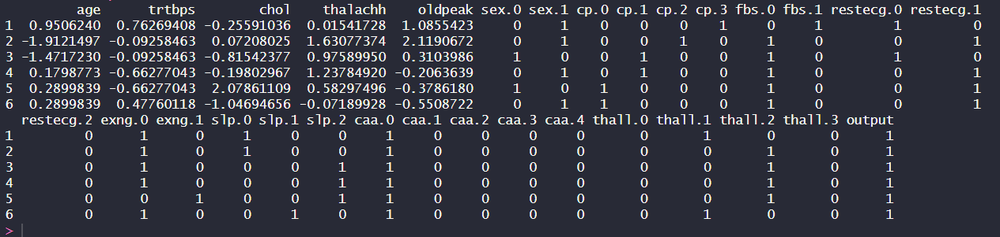 age trtbps chol thalachh oldpeak sex.0 sex.1 cp.0 cp.1 cp.2 cp.3 fbs.0 fbs.1 restecg.0 restecg.1
1 0.9506240 0.76269408 -0.25591036 0.01541728 1.0855423 0 1 0 0 0 1 0 1 1 0
2 -1.9121497 -0.09258463 0.07208025 1.63077374 2.1190672 0 1 0 0 1 0 1 0 0 1
3 -1.4717230 -0.09258463 -0.81542377 0.97589950 0.3103986 1 0 0 1 0 0 1 0 1 0
4 0.1798773 -0.66277043 -0.19802967 1.23784920 -0.2063639 0 1 0 1 0 0 1 0 0 1
5 0.2899839 -0.66277043 2.07861109 0.58297496 -0.3786180 1 0 1 0 0 0 1 0 0 1
6 0.2899839 0.47760118 -1.04694656 -0.07189928 -0.5508722 0 1 1 0 0 0 1 0 0 1
restecg.2 exng.0 exng.1 slp.0 slp.1 slp.2 caa.0 caa.1 caa.2 caa.3 caa.4 thall.0 thall.1 thall.2 thall.3 output
1 0 1 0 1 0 0 1 0 0 0 0 0 1 0 0 1
2 0 1 0 1 0 0 1 0 0 0 0 0 0 1 0 1
3 0 1 0 0 0 1 1 0 0 0 0 0 0 1 0 1
4 0 1 0 0 0 1 1 0 0 0 0 0 0 1 0 1
5 0 0 1 0 0 1 1 0 0 0 0 0 0 1 0 1
6 0 1 0 0 1 0 1 0 0 0 0 0 1 0 0 1
>